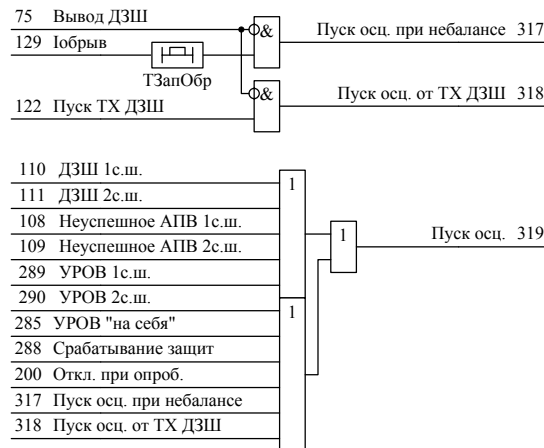 75 Вывод ДЗШ
129 Iобрыв
ТЗапОбр
122 Пуск ТХ ДЗШ
&
Пуск осц. при небалансе 317
&
Пуск осц. от ТХ ДЗШ 318
110 ДЗШ 1с.ш.
111 ДЗШ 2с.ш.
108 Неуспешное АПВ 1с.ш.
109 Неуспешное АПВ 2с.ш.
289 УРОВ 1с.ш.
290 УРОВ 2с.ш.
285 УРОВ "на себя"
288 Срабатывание защит
200 Откл. при опроб.
317 Пуск осц. при небалансе
318 Пуск осц. от ТХ ДЗШ
1
1
1
Пуск осц. 319